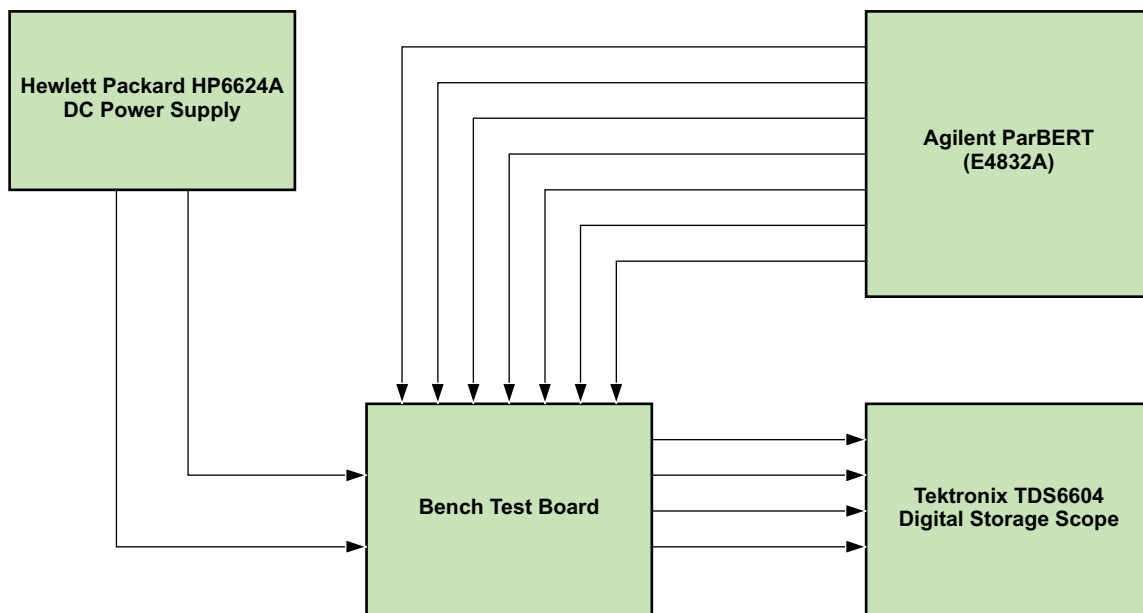 Hewlett Packard HP6624A
DC Power Supply
Agilent ParBERT
(E4832A)
Bench Test Board
Tektronix TDS6604
Digital Storage Scope